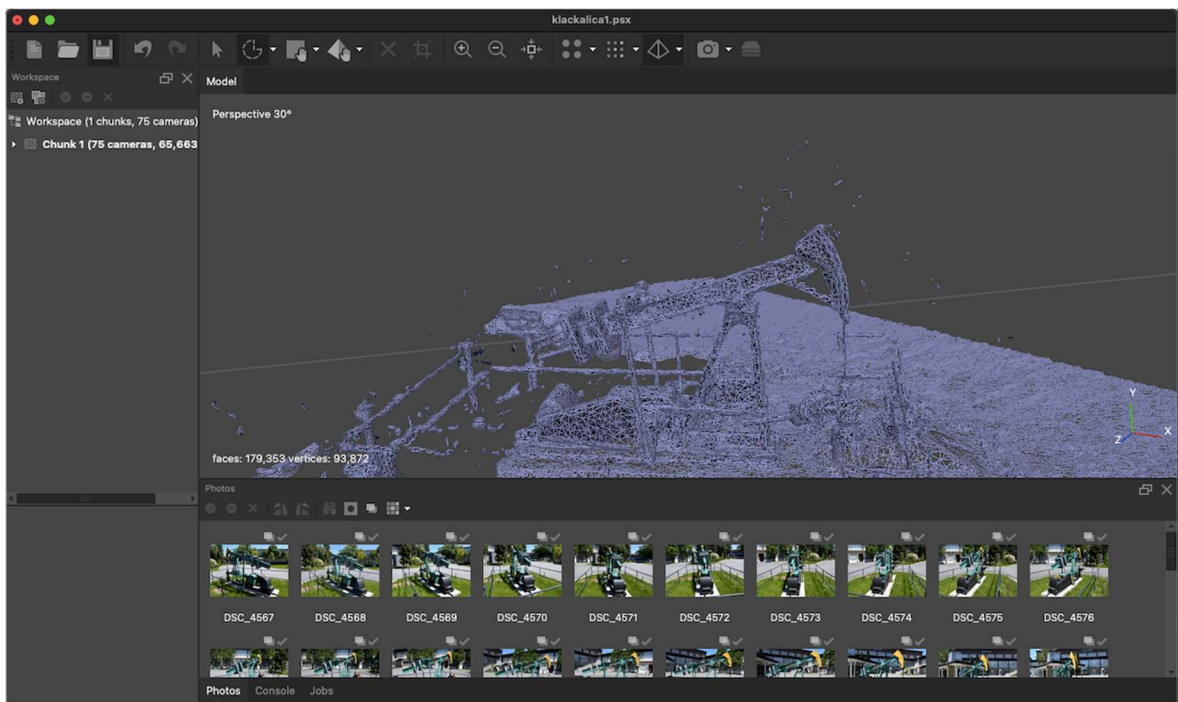 klackalica1.psx
Workspace
Model
Workspace (1 chunks, 75 cameras)
Chunk 1 (75 cameras, 65,663
Perspective 30°
Y
X
Z
faces: 179,353 vertices: 93,872
Photos
DSC_4567 DSC_4568 DSC_4569 DSC_4570 DSC_4571 DSC_4572 DSC_4573 DSC_4574 DSC_4575 DSC_4576
Photos Console Jobs